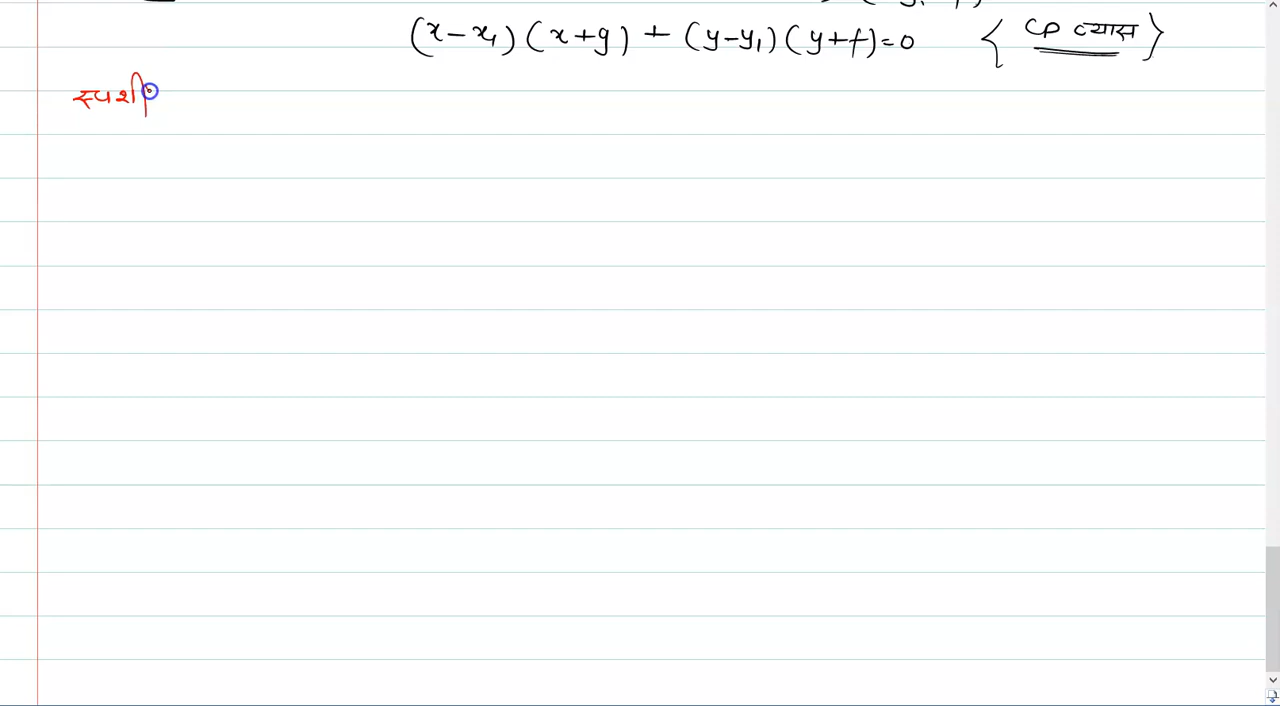 (x-x₁)(x+g) + (y-y₁)(y+f)=0 { CP व्यास }
स्पर्शी